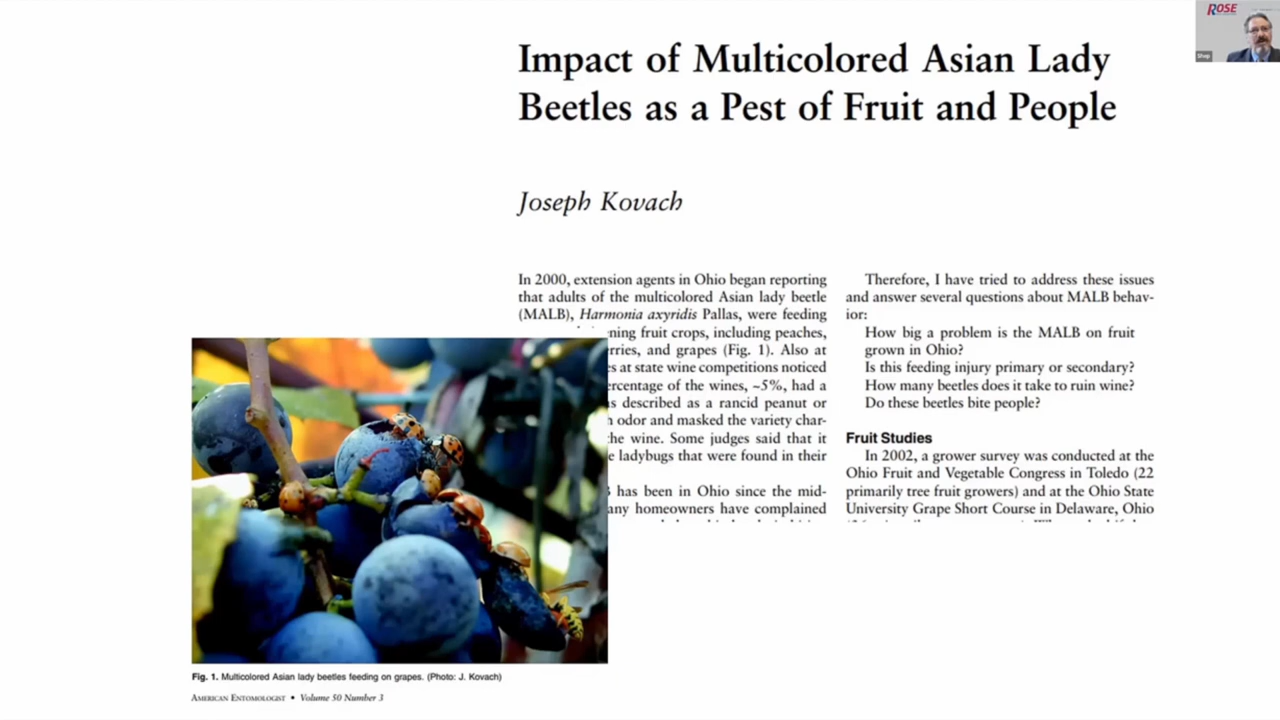 ROSE
Shep
Impact of Multicolored Asian Lady
Beetles as a Pest of Fruit and People
Joseph Kovach
In 2000, extension agents in Ohio began reporting
that adults of the multicolored Asian lady beetle
(MALB), Harmonia axyridis Pallas, were feeding
ening fruit crops, including peaches,
rries, and grapes (Fig. 1). Also at
es at state wine competitions noticed
ercentage of the wines, ~5%, had a
s described as a rancid peanut or
odor and masked the variety char-
he wine. Some judges said that it
e ladybugs that were found in their
has been in Ohio since the mid-
any homeowners have complained
Therefore, I have tried to address these issues
and answer several questions about MALB behav-
ior:
How big a problem is the MALB on fruit
grown in Ohio?
Is this feeding injury primary or secondary?
How many beetles does it take to ruin wine?
Do these beetles bite people?
Fruit Studies
In 2002, a grower survey was conducted at the
Ohio Fruit and Vegetable Congress in Toledo (22
primarily tree fruit growers) and at the Ohio State
University Grape Short Course in Delaware, Ohio
Fig. 1. Multicolored Asian lady beetles feeding on grapes. (Photo: J. Kovach)
AMERICAN ENTOMOLOGIST • Volume 50 Number 3